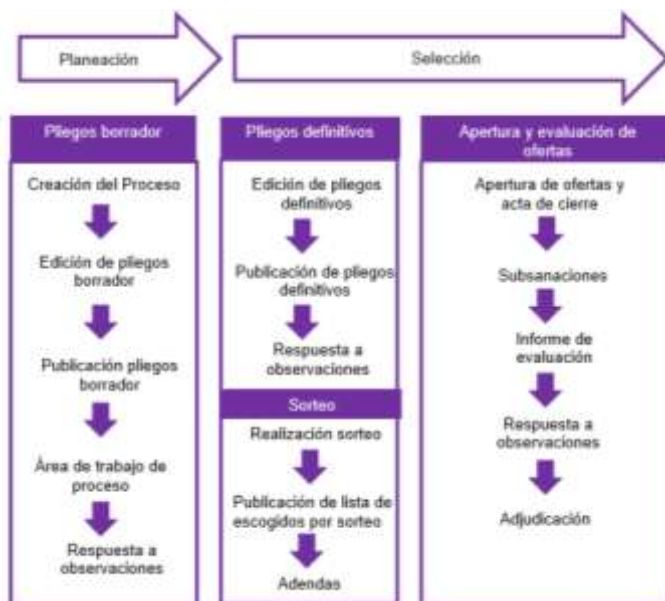 Planeación
Selección
Pliegos borrador
Creación del Proceso
Edición de pliegos
borrador
Publicación pliegos
borrador
Área de trabajo de
proceso
Respuesta a
observaciones
Pliegos definitivos
Edición de pliegos
definitivos
Publicación de pliegos
definitivos
Respuesta a
observaciones
Sorteo
Realización sorteo
Publicación de lista de
escogidos por sorteo
Adendas
Apertura y evaluación de
ofertas
Apertura de ofertas y
acta de cierre
Subsanaciones
Informe de
evaluación
Respuesta a
observaciones
Adjudicación